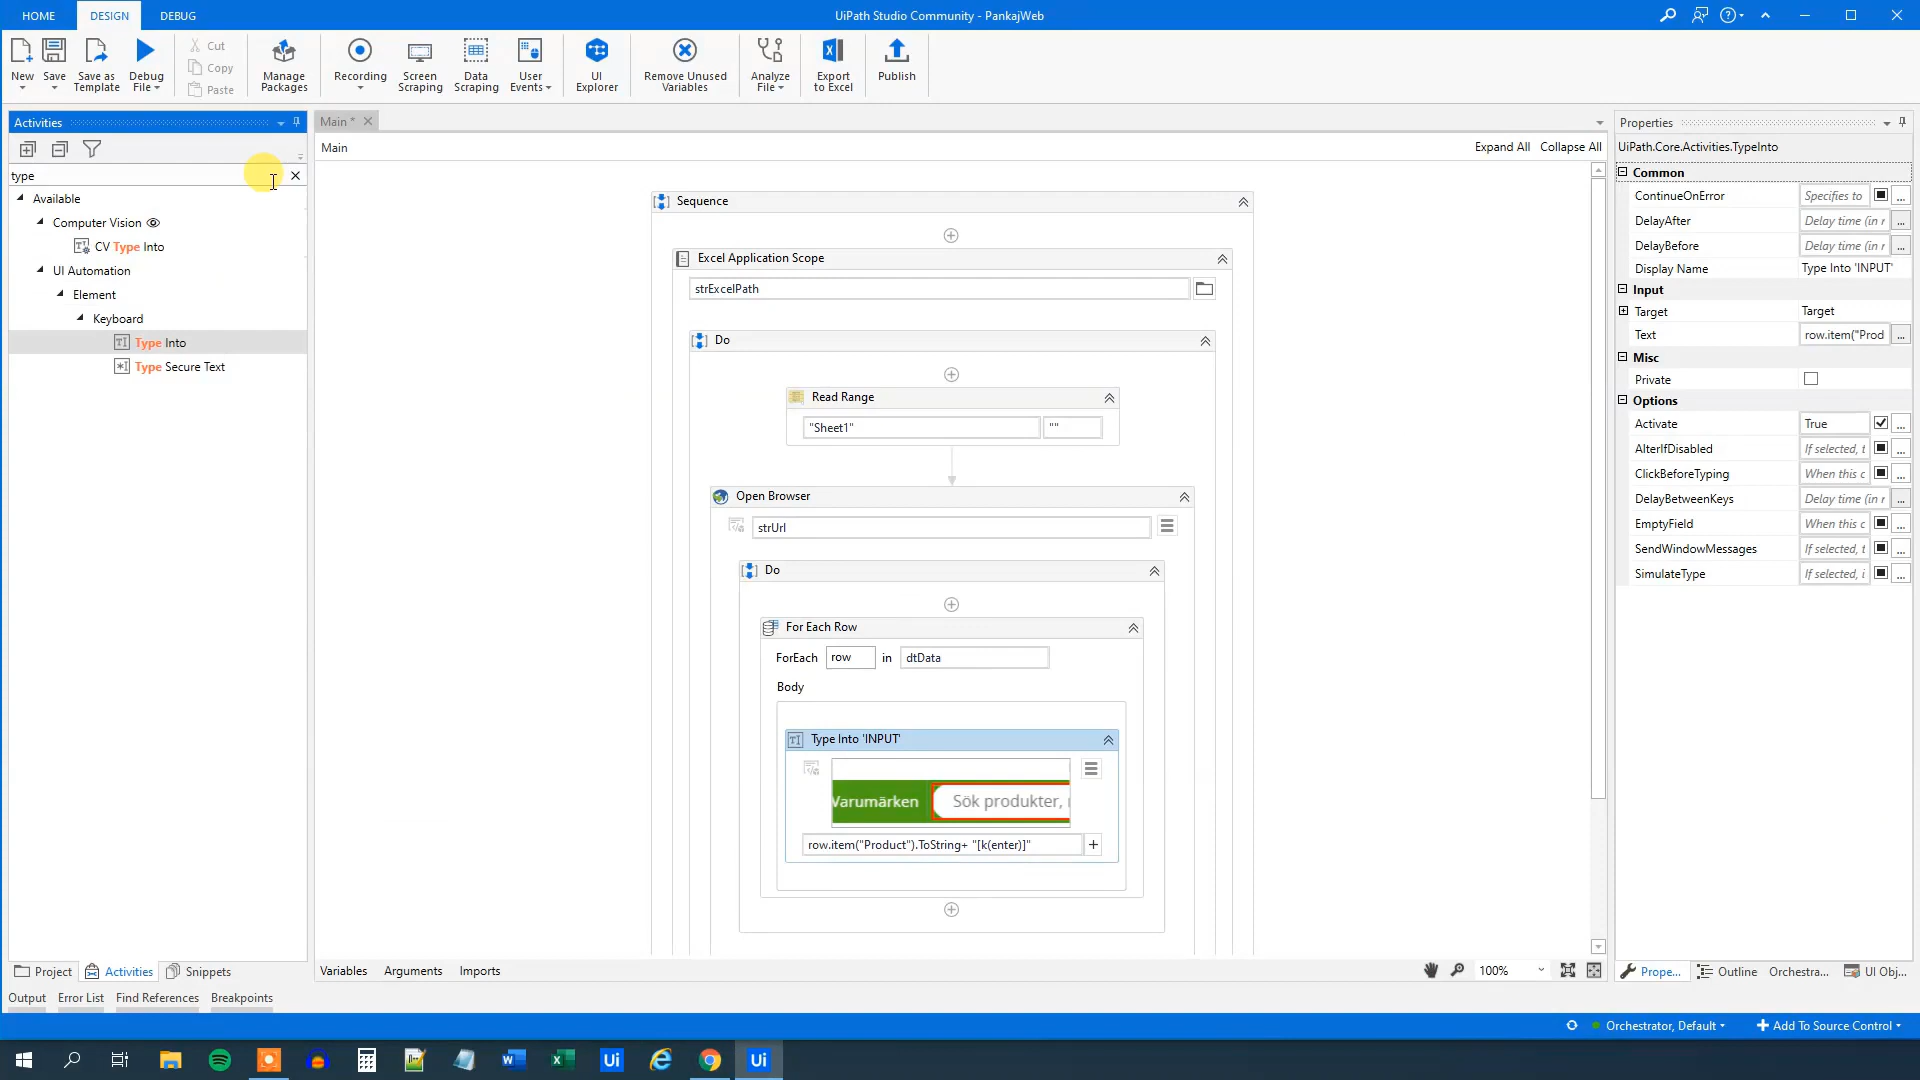 HOME
DESIGN
DEBUG
UiPath Studio Community - PankajWeb
New
Save
Save as Template
Debug File
Cut
Copy
Paste
Manage Packages
Recording
Screen Scraping
Data Scraping
User Events
UI Explorer
Remove Unused Variables
Analyze File
Export to Excel
Publish
Activities
type
Available
Computer Vision
CV Type Into
UI Automation
Element
Keyboard
Type Into
Type Secure Text
Main *
Main
Expand All
Collapse All
Sequence
Excel Application Scope
strExcelPath
Do
Read Range
"Sheet1"
""
Open Browser
strUrl
Do
For Each Row
ForEach row in dtData
Body
Type Into 'INPUT'
Varumärken
Sök produkter,
row.item("Product").ToString+ "[k(enter)]"
Properties
UiPath.Core.Activities.TypeInto
Common
ContinueOnError Specifies to
DelayAfter Delay time (in r
DelayBefore Delay time (in r
Display Name Type Into 'INPUT'
Input
Target Target
Text row.item("Prod
Misc
Private
Options
Activate True
AlterIfDisabled If selected, t
ClickBeforeTyping When this c
DelayBetweenKeys Delay time (in r
EmptyField When this c
SendWindowMessages If selected, t
SimulateType If selected, i
Project
Activities
Snippets
Variables
Arguments
Imports
100%
Prope...
Outline
Orchestra...
UI Obj...
Output
Error List
Find References
Breakpoints
Orchestrator, Default
Add To Source Control
Ui
Ui